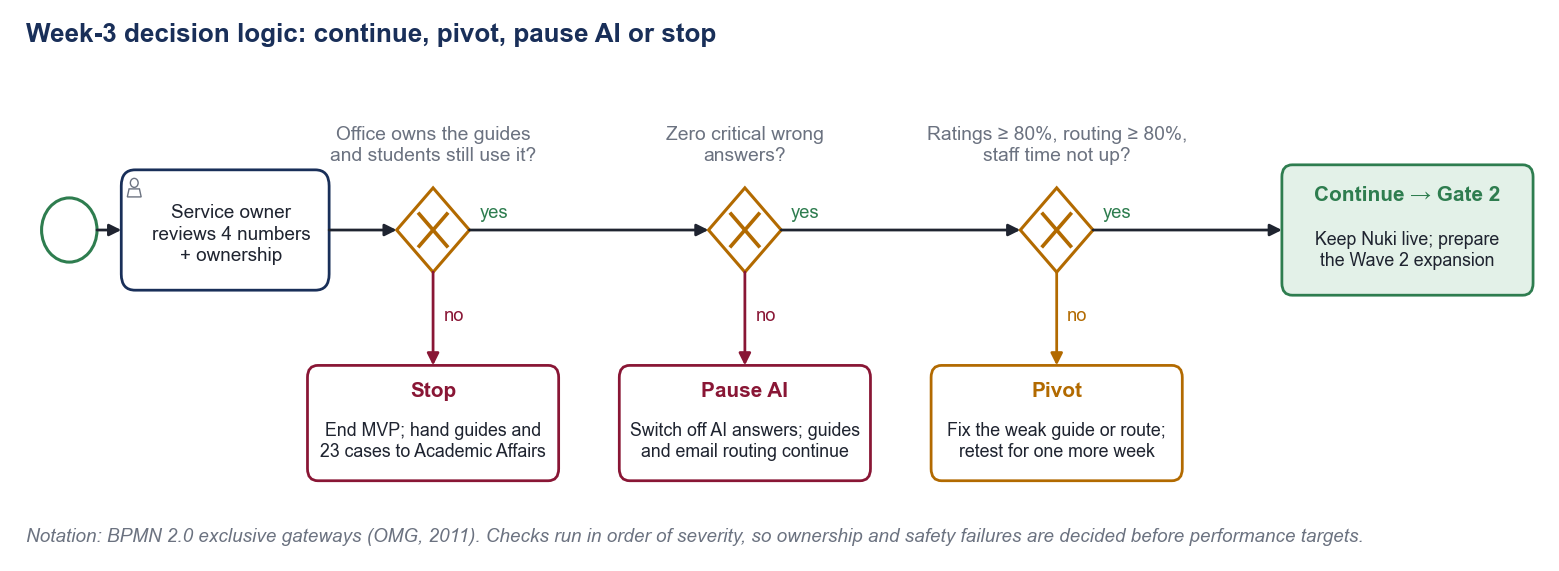 Week-3 decision logic: continue, pivot, pause AI or stop
Office owns the guides
and students still use it?
Zero critical wrong
answers?
Ratings ≥ 80%, routing ≥ 80%,
staff time not up?
Service owner
reviews 4 numbers
+ ownership
yes
yes
yes
Continue → Gate 2
Keep Nuki live; prepare
the Wave 2 expansion
no
no
no
Stop
End MVP; hand guides and
23 cases to Academic Affairs
Pause AI
Switch off AI answers; guides
and email routing continue
Pivot
Fix the weak guide or route;
retest for one more week
Notation: BPMN 2.0 exclusive gateways (OMG, 2011). Checks run in order of severity, so ownership and safety failures are decided before performance targets.